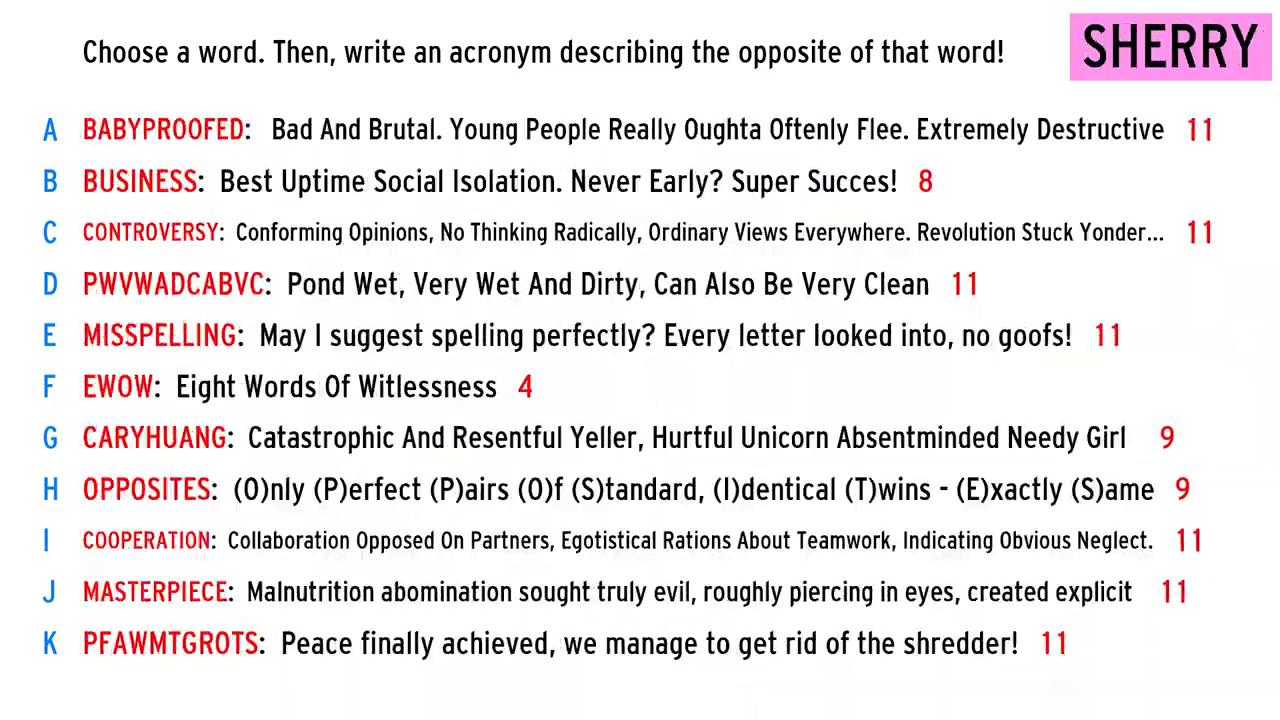 Choose a word. Then, write an acronym describing the opposite of that word!
SHERRY
A BABYPROOFED: Bad And Brutal. Young People Really Oughta Oftenly Flee. Extremely Destructive 11
B BUSINESS: Best Uptime Social Isolation. Never Early? Super Succes! 8
C CONTROVERSY: Conforming Opinions, No Thinking Radically, Ordinary Views Everywhere. Revolution Stuck Yonder... 11
D PWVWADCABVC: Pond Wet, Very Wet And Dirty, Can Also Be Very Clean 11
E MISSPELLING: May I suggest spelling perfectly? Every letter looked into, no goofs! 11
F EWOW: Eight Words Of Witlessness 4
G CARYHUANG: Catastrophic And Resentful Yeller, Hurtful Unicorn Absentminded Needy Girl 9
H OPPOSITES: (O)nly (P)erfect (P)airs (O)f (S)tandard, (I)dentical (T)wins - (E)xactly (S)ame 9
I COOPERATION: Collaboration Opposed On Partners, Egotistical Rations About Teamwork, Indicating Obvious Neglect. 11
J MASTERPIECE: Malnutrition abomination sought truly evil, roughly piercing in eyes, created explicit 11
K PFAWMTGROTS: Peace finally achieved, we manage to get rid of the shredder! 11